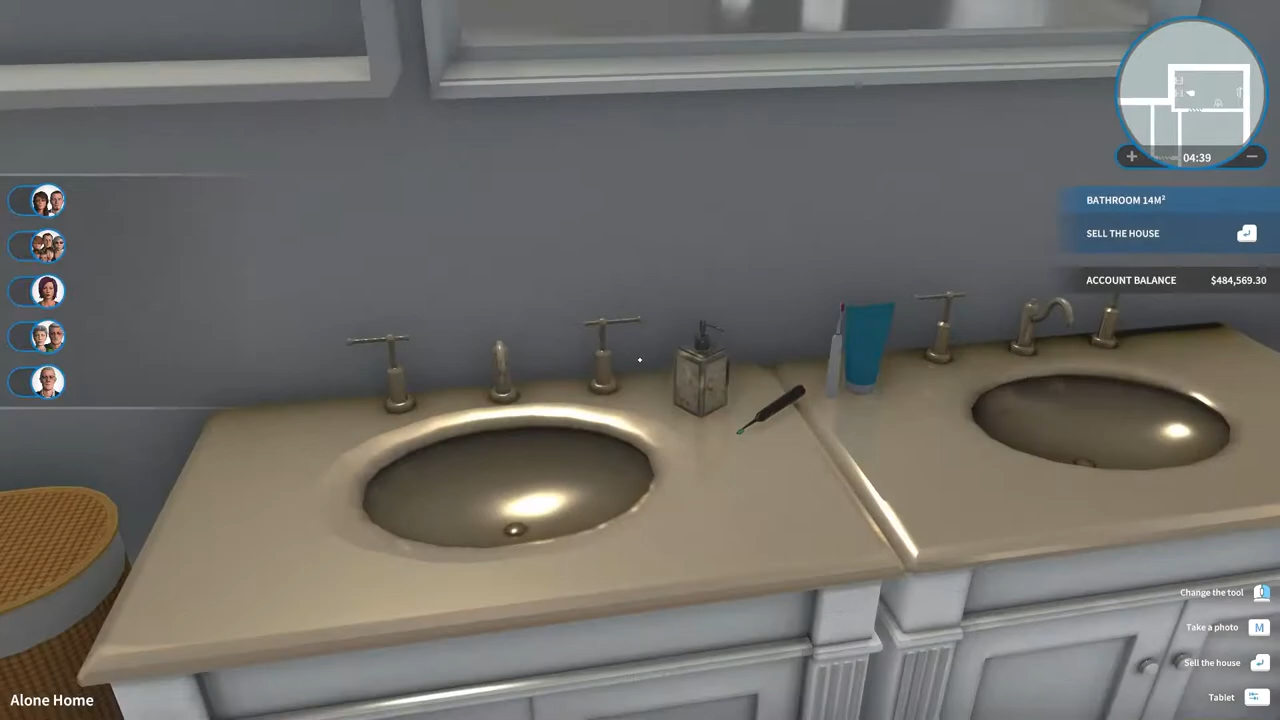 04:39
BATHROOM 14M²
SELL THE HOUSE
ACCOUNT BALANCE $484,569.30
Change the tool
Take a photo M
Sell the house
Tablet
Alone Home